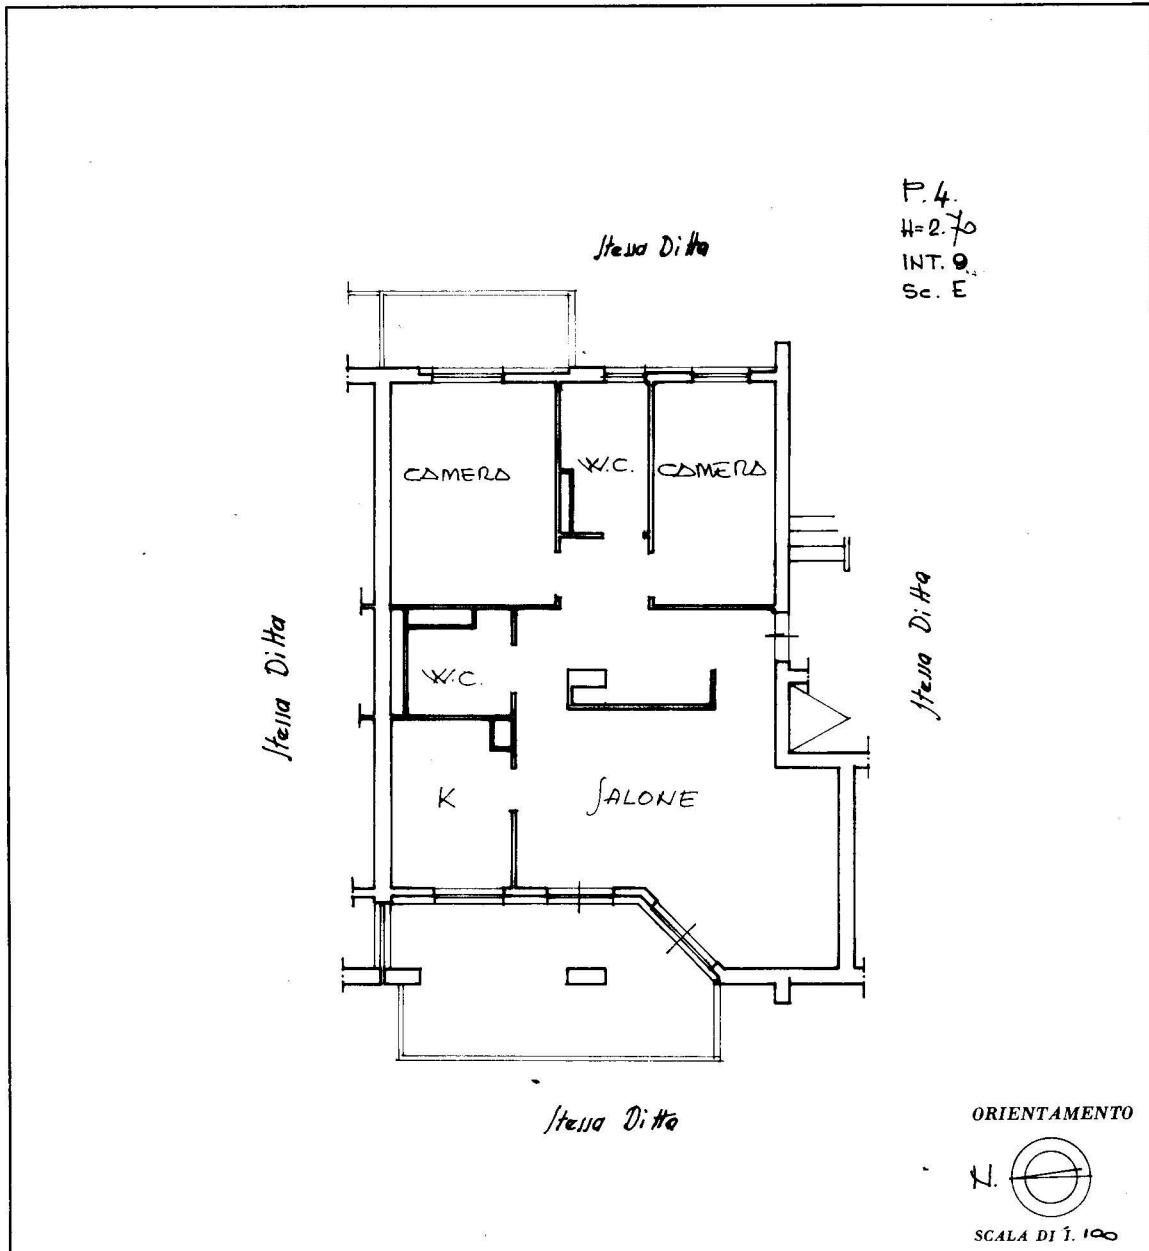 P. 4.
H=2.70
INT. 9
Sc. E
Stessa Ditta
CAMERA
W.C.
CAMERA
Stessa Ditta
Stessa Ditta
W.C.
K
SALONE
Stessa Ditta
ORIENTAMENTO
N.
SCALA DI 1. 100